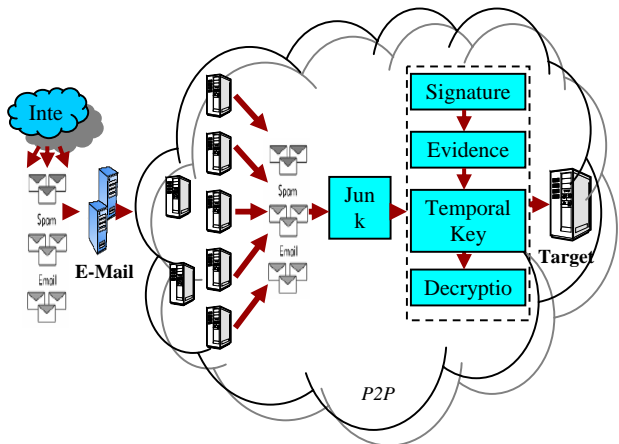 Inte
Spam
Email
E-Mail
Spam
Email
Jun
k
Signature
Evidence
Temporal
Key
Decryptio
Target
P2P